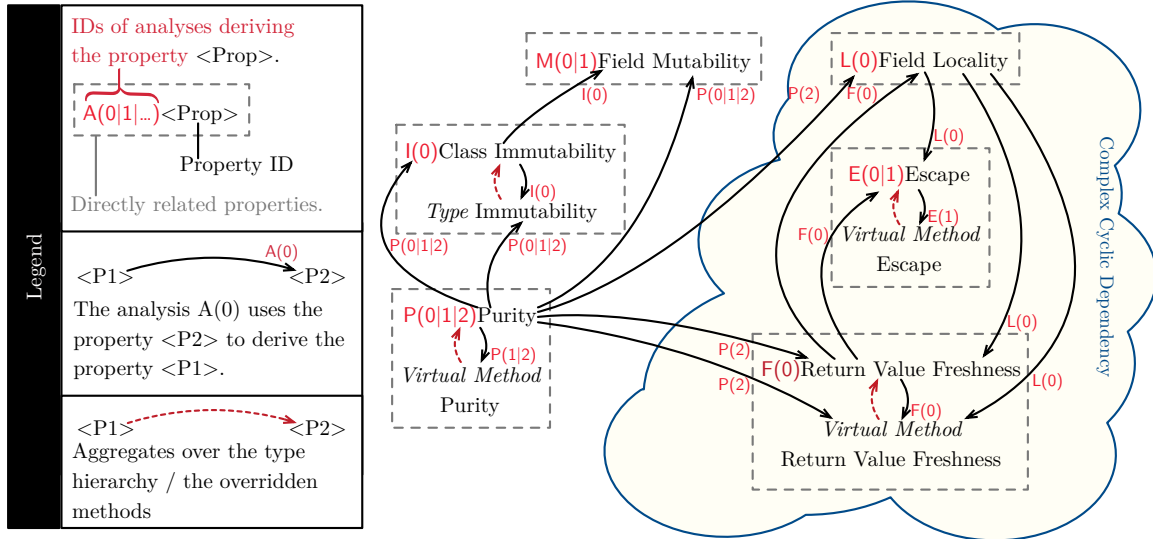 Legend
IDs of analyses deriving
the property <Prop>.
A(0|1|…)<Prop>
Property ID
Directly related properties.
A(0)
<P1> <P2>
The analysis A(0) uses the
property <P2> to derive the
property <P1>.
<P1> <P2>
Aggregates over the type
hierarchy / the overridden
methods
M(0|1)Field Mutability
I(0)
P(0|1|2)
I(0)Class Immutability
I(0)
Type Immutability
P(0|1|2)
P(0|1|2)
P(0|1|2)Purity
P(1|2)
Virtual Method
Purity
P(2)
P(2)
P(2)
L(0)Field Locality
F(0)
L(0)
E(0|1)Escape
E(1)
F(0)
Virtual Method
Escape
L(0)
L(0)
F(0)Return Value Freshness
F(0)
Virtual Method
Return Value Freshness
Complex Cyclic Dependency